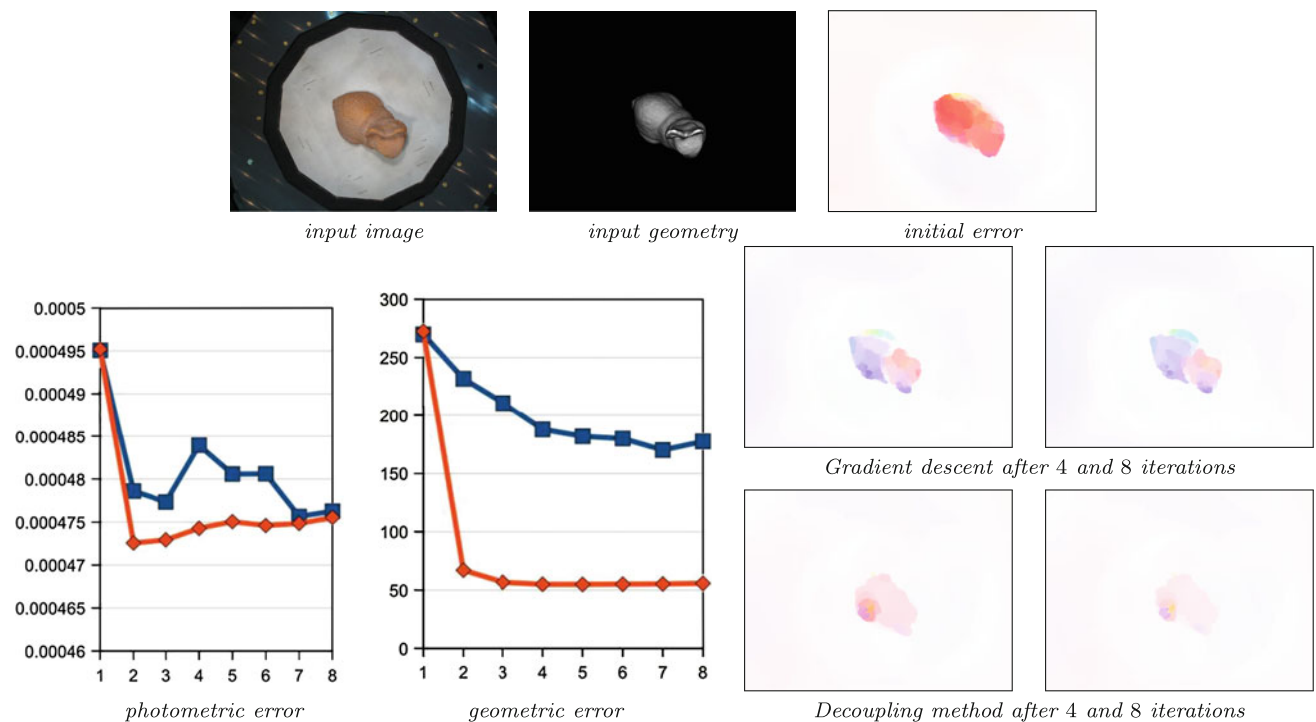 input image
input geometry
initial error
0.0005
0.000495
0.00049
0.000485
0.00048
0.000475
0.00047
0.000465
0.00046
1 2 3 4 5 6 7 8
photometric error
300
250
200
150
100
50
0
1 2 3 4 5 6 7 8
geometric error
Gradient descent after 4 and 8 iterations
Decoupling method after 4 and 8 iterations